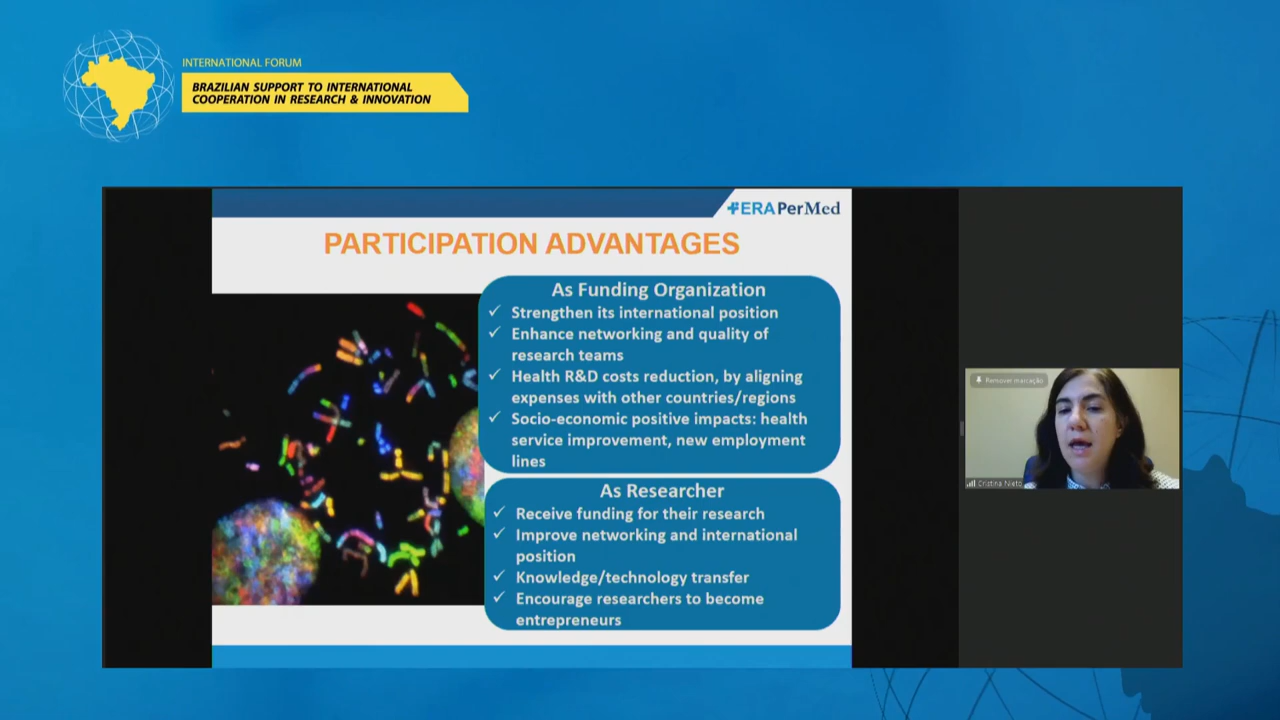 INTERNATIONAL FORUM
BRAZILIAN SUPPORT TO INTERNATIONAL
COOPERATION IN RESEARCH & INNOVATION
ERA PerMed
PARTICIPATION ADVANTAGES
As Funding Organization
✓ Strengthen its international position
✓ Enhance networking and quality of
research teams
✓ Health R&D costs reduction, by aligning
expenses with other countries/regions
✓ Socio-economic positive impacts: health
service improvement, new employment
lines
As Researcher
✓ Receive funding for their research
✓ Improve networking and international
position
✓ Knowledge/technology transfer
✓ Encourage researchers to become
entrepreneurs
Remover marcação
Cristina Nieto